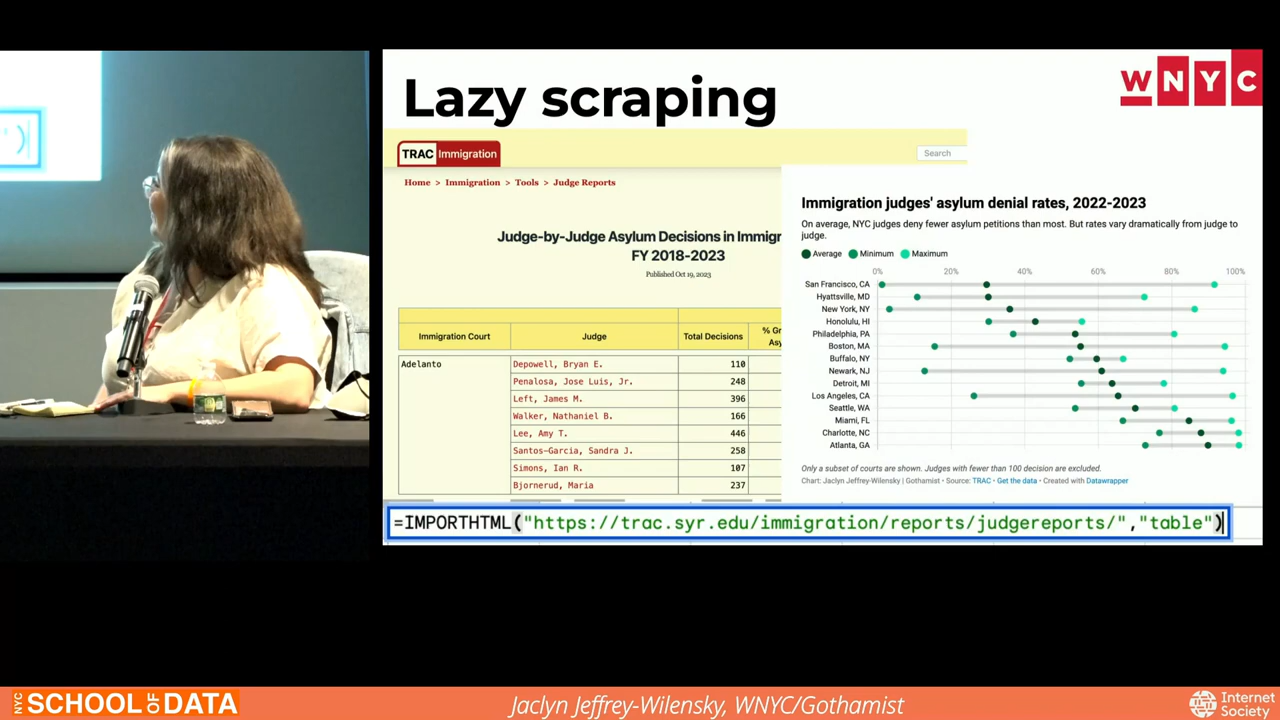 Lazy scraping
WNYC
TRAC Immigration
Search
Home > Immigration > Tools > Judge Reports
Judge-by-Judge Asylum Decisions in Immigr
FY 2018-2023
Published Oct 19, 2023
Immigration Court
Judge
Total Decisions
% Gr
Asy
Adelanto
Depowell, Bryan E. 110
Penalosa, Jose Luis, Jr. 248
Left, James M. 396
Walker, Nathaniel B. 166
Lee, Amy T. 446
Santos-Garcia, Sandra J. 258
Simons, Ian R. 107
Bjornerud, Maria 237
Immigration judges' asylum denial rates, 2022-2023
On average, NYC judges deny fewer asylum petitions than most. But rates vary dramatically from judge to
judge.
Average Minimum Maximum
0% 20% 40% 60% 80% 100%
San Francisco, CA
Hyattsville, MD
New York, NY
Honolulu, HI
Philadelphia, PA
Boston, MA
Buffalo, NY
Newark, NJ
Detroit, MI
Los Angeles, CA
Seattle, WA
Miami, FL
Charlotte, NC
Atlanta, GA
Only a subset of courts are shown. Judges with fewer than 100 decision are excluded.
Chart: Jaclyn Jeffrey-Wilensky | Gothamist • Source: TRAC • Get the data • Created with Datawrapper
=IMPORTHTML("https://trac.syr.edu/immigration/reports/judgereports/","table")
")
NYC SCHOOL OF DATA
Jaclyn Jeffrey-Wilensky, WNYC/Gothamist
Internet
Society